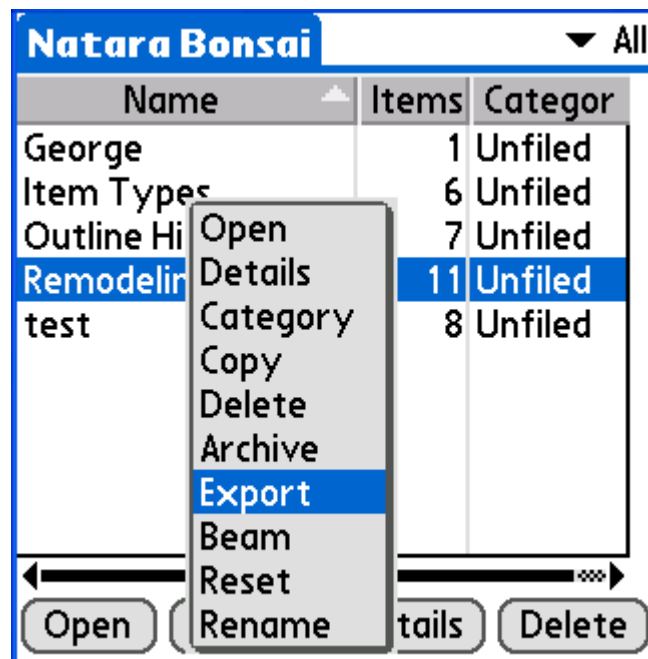 Natara Bonsai All
Name Items Categor
George 1 Unfiled
Item Types 6 Unfiled
Outline Hi 7 Unfiled
Remodelin 11 Unfiled
test 8 Unfiled
Open
Details
Category
Copy
Delete
Archive
Export
Beam
Reset
Rename
Open tails Delete